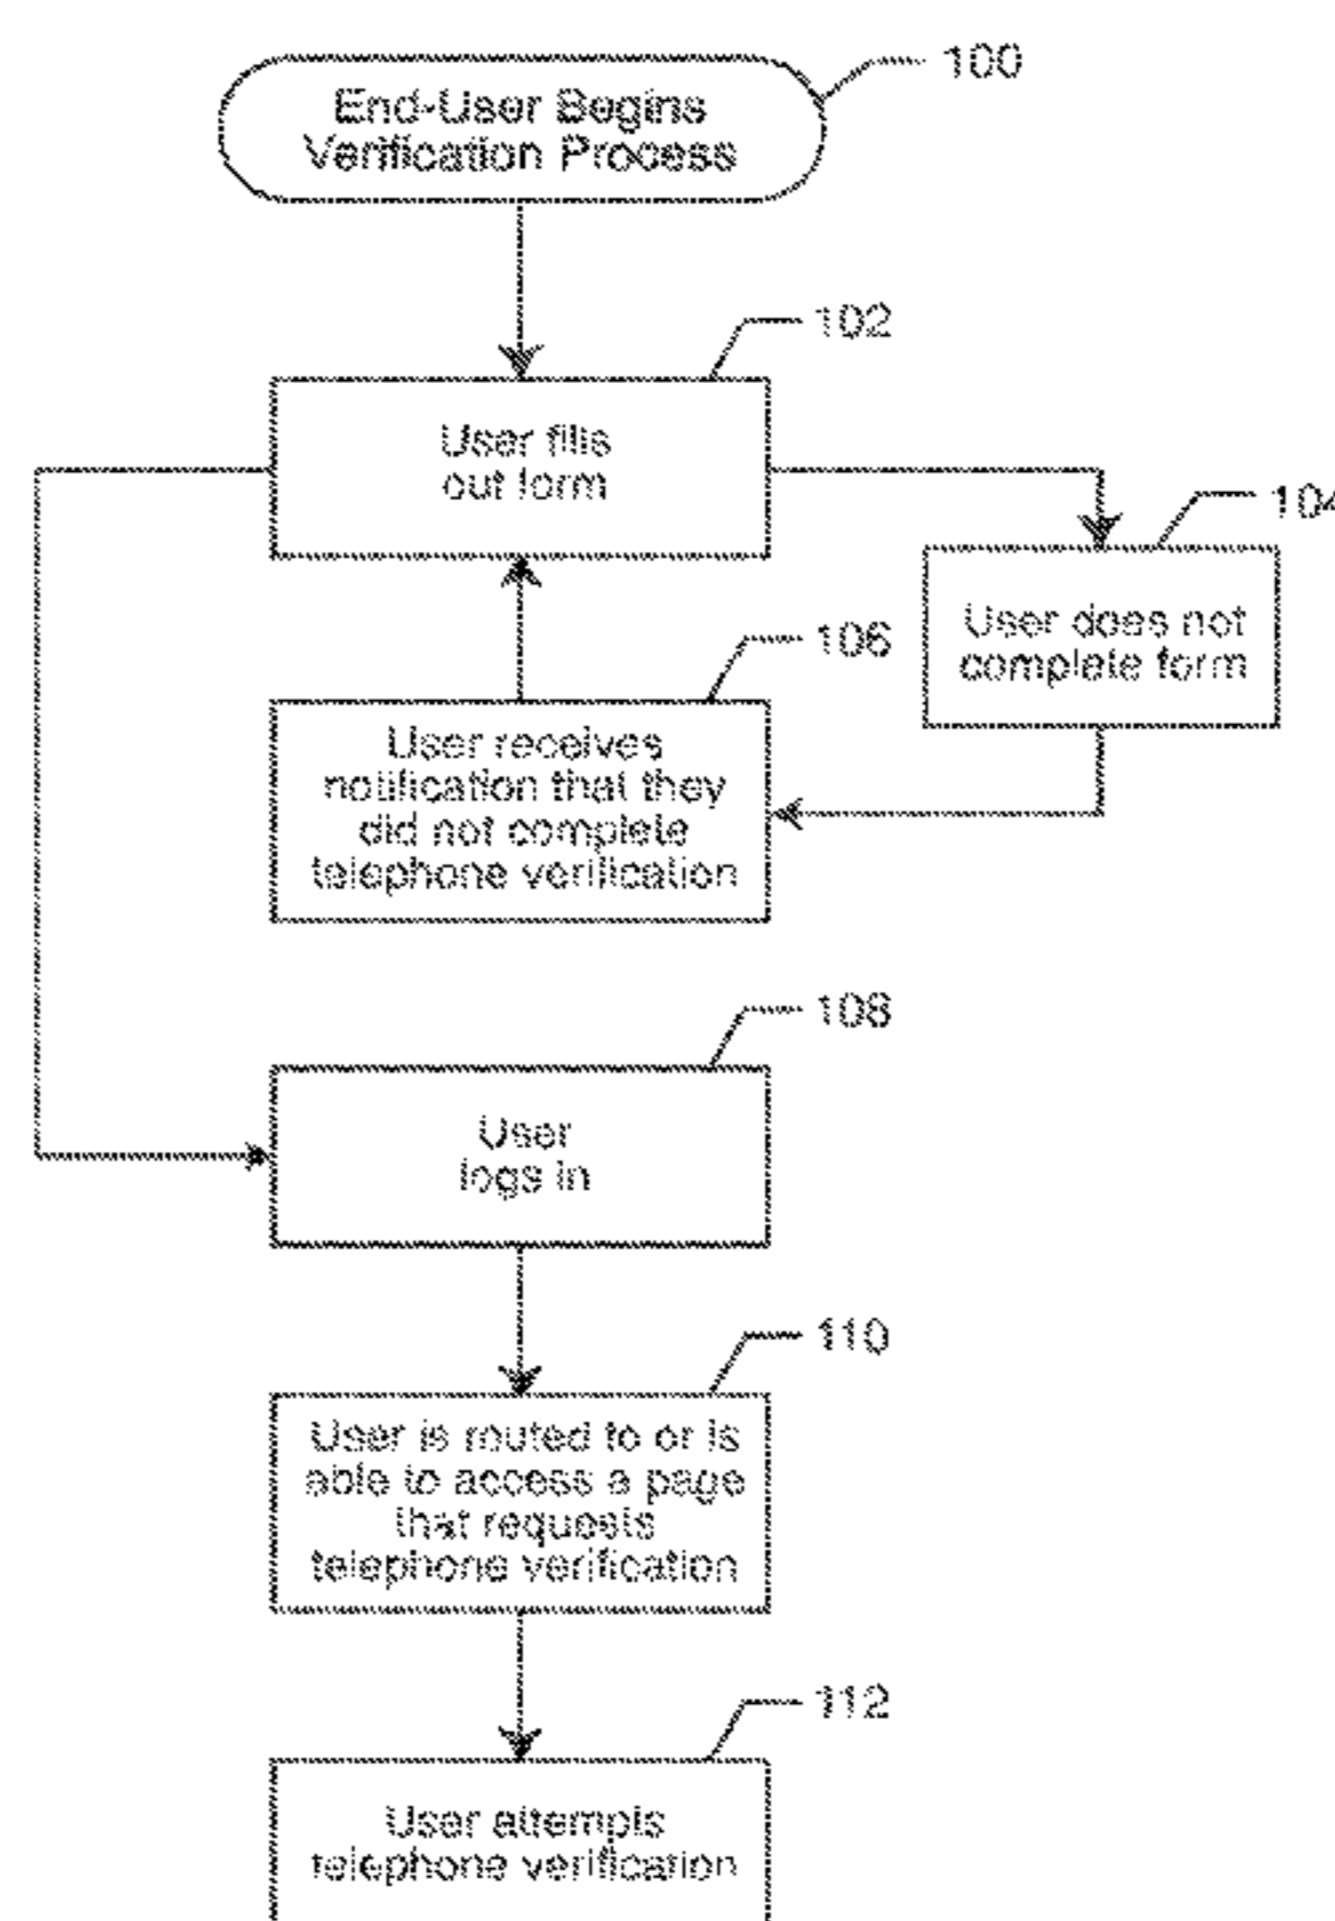 100
End-User Begins
Verification Process
102
User fills
out form
104
User does not
complete form
106
User receives
notification that they
did not complete
telephone verification
108
User
logs in
110
User is routed to or is
able to access a page
that requests
telephone verification
112
User attempts
telephone verification